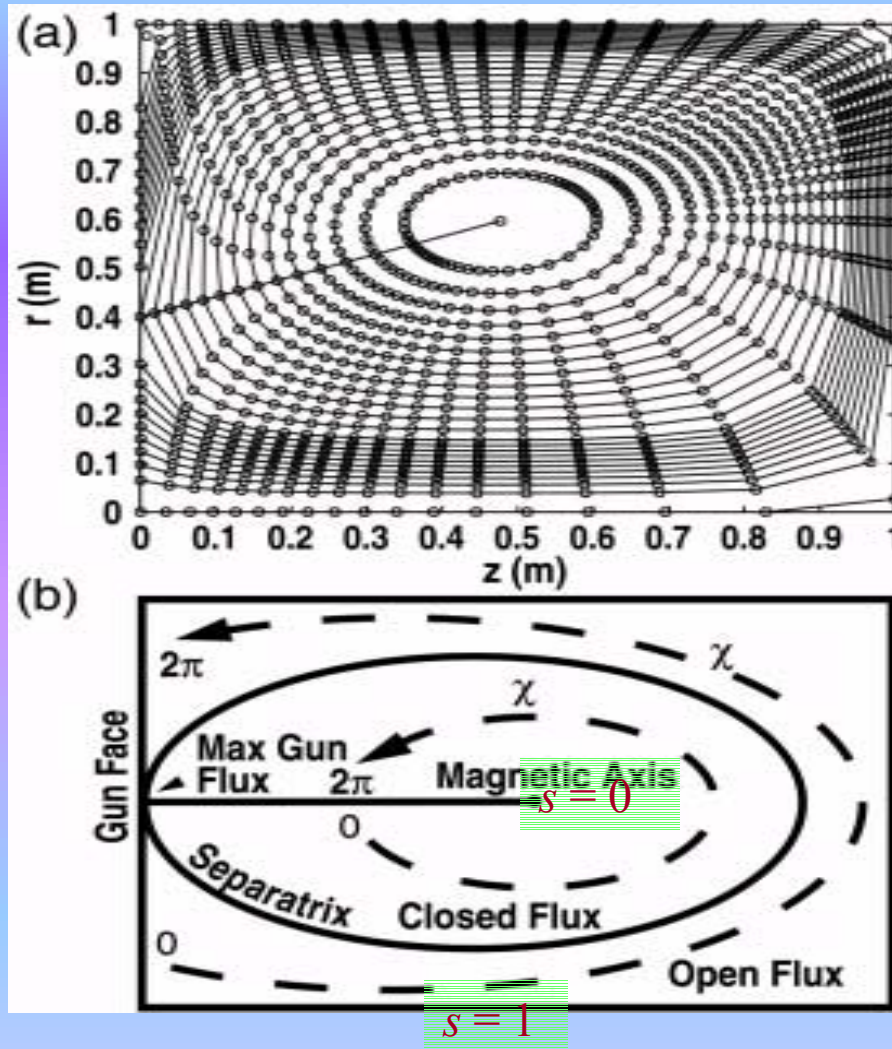 (a)
1
0.9
0.8
0.7
0.6
0.5
0.4
0.3
0.2
0.1
0
r (m)
0 0.1 0.2 0.3 0.4 0.5 0.6 0.7 0.8 0.9
z (m)
(b)
2π
χ
χ
Gun Face
Max Gun
Flux
2π
Magnetic Axis
s = 0
0
Separatrix
Closed Flux
0
Open Flux
s = 1